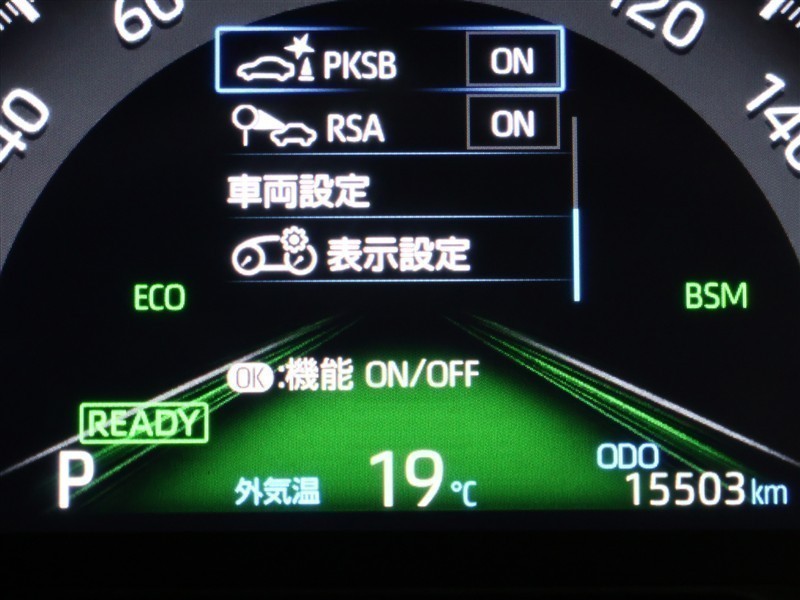 60
120
40
140
PKSB ON
RSA ON
車両設定
表示設定
ECO
BSM
OK:機能 ON/OFF
READY
P
外気温 19℃
ODO
15503km